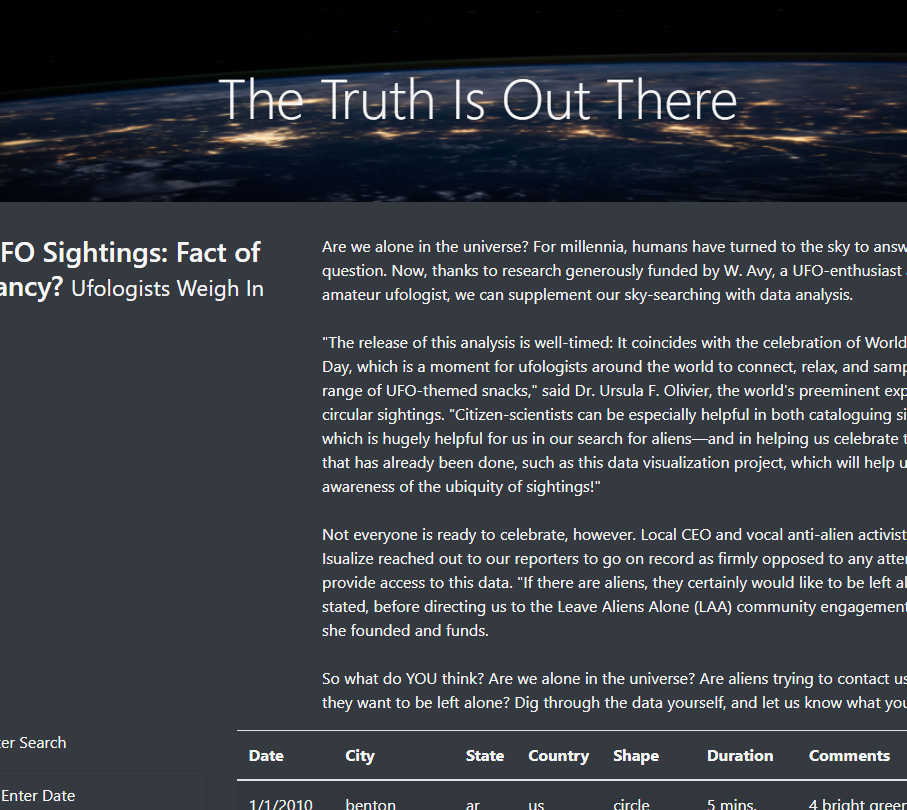 The Truth Is Out There
FO Sightings: Fact of
ancy? Ufologists Weigh In
Are we alone in the universe? For millennia, humans have turned to the sky to answ
question. Now, thanks to research generously funded by W. Avy, a UFO-enthusiast
amateur ufologist, we can supplement our sky-searching with data analysis.
"The release of this analysis is well-timed: It coincides with the celebration of World
Day, which is a moment for ufologists around the world to connect, relax, and samp
range of UFO-themed snacks," said Dr. Ursula F. Olivier, the world's preeminent exp
circular sightings. "Citizen-scientists can be especially helpful in both cataloguing si
which is hugely helpful for us in our search for aliens—and in helping us celebrate t
that has already been done, such as this data visualization project, which will help u
awareness of the ubiquity of sightings!"
Not everyone is ready to celebrate, however. Local CEO and vocal anti-alien activist
Isualize reached out to our reporters to go on record as firmly opposed to any atter
provide access to this data. "If there are aliens, they certainly would like to be left al
stated, before directing us to the Leave Aliens Alone (LAA) community engagement
she founded and funds.
So what do YOU think? Are we alone in the universe? Are aliens trying to contact us
they want to be left alone? Dig through the data yourself, and let us know what you
ter Search
Enter Date
Date City State Country Shape Duration Comments
1/1/2010 benton ar us circle 5 mins. 4 bright green